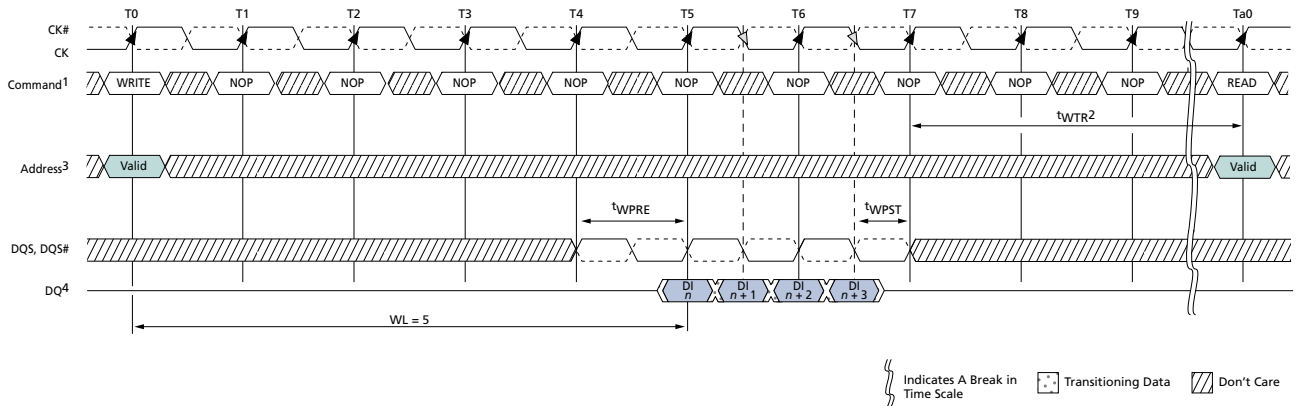 T0 T1 T2 T3 T4 T5 T6 T7 T8 T9 Ta0
CK#
CK
Command1 WRITE NOP NOP NOP NOP NOP NOP NOP NOP NOP READ
tWTR2
Address3 Valid Valid
tWPRE tWPST
DQS, DQS#
DQ4 DI n DI n + 1 DI n + 2 DI n + 3
WL = 5
Indicates A Break in
Time Scale
Transitioning Data
Don't Care